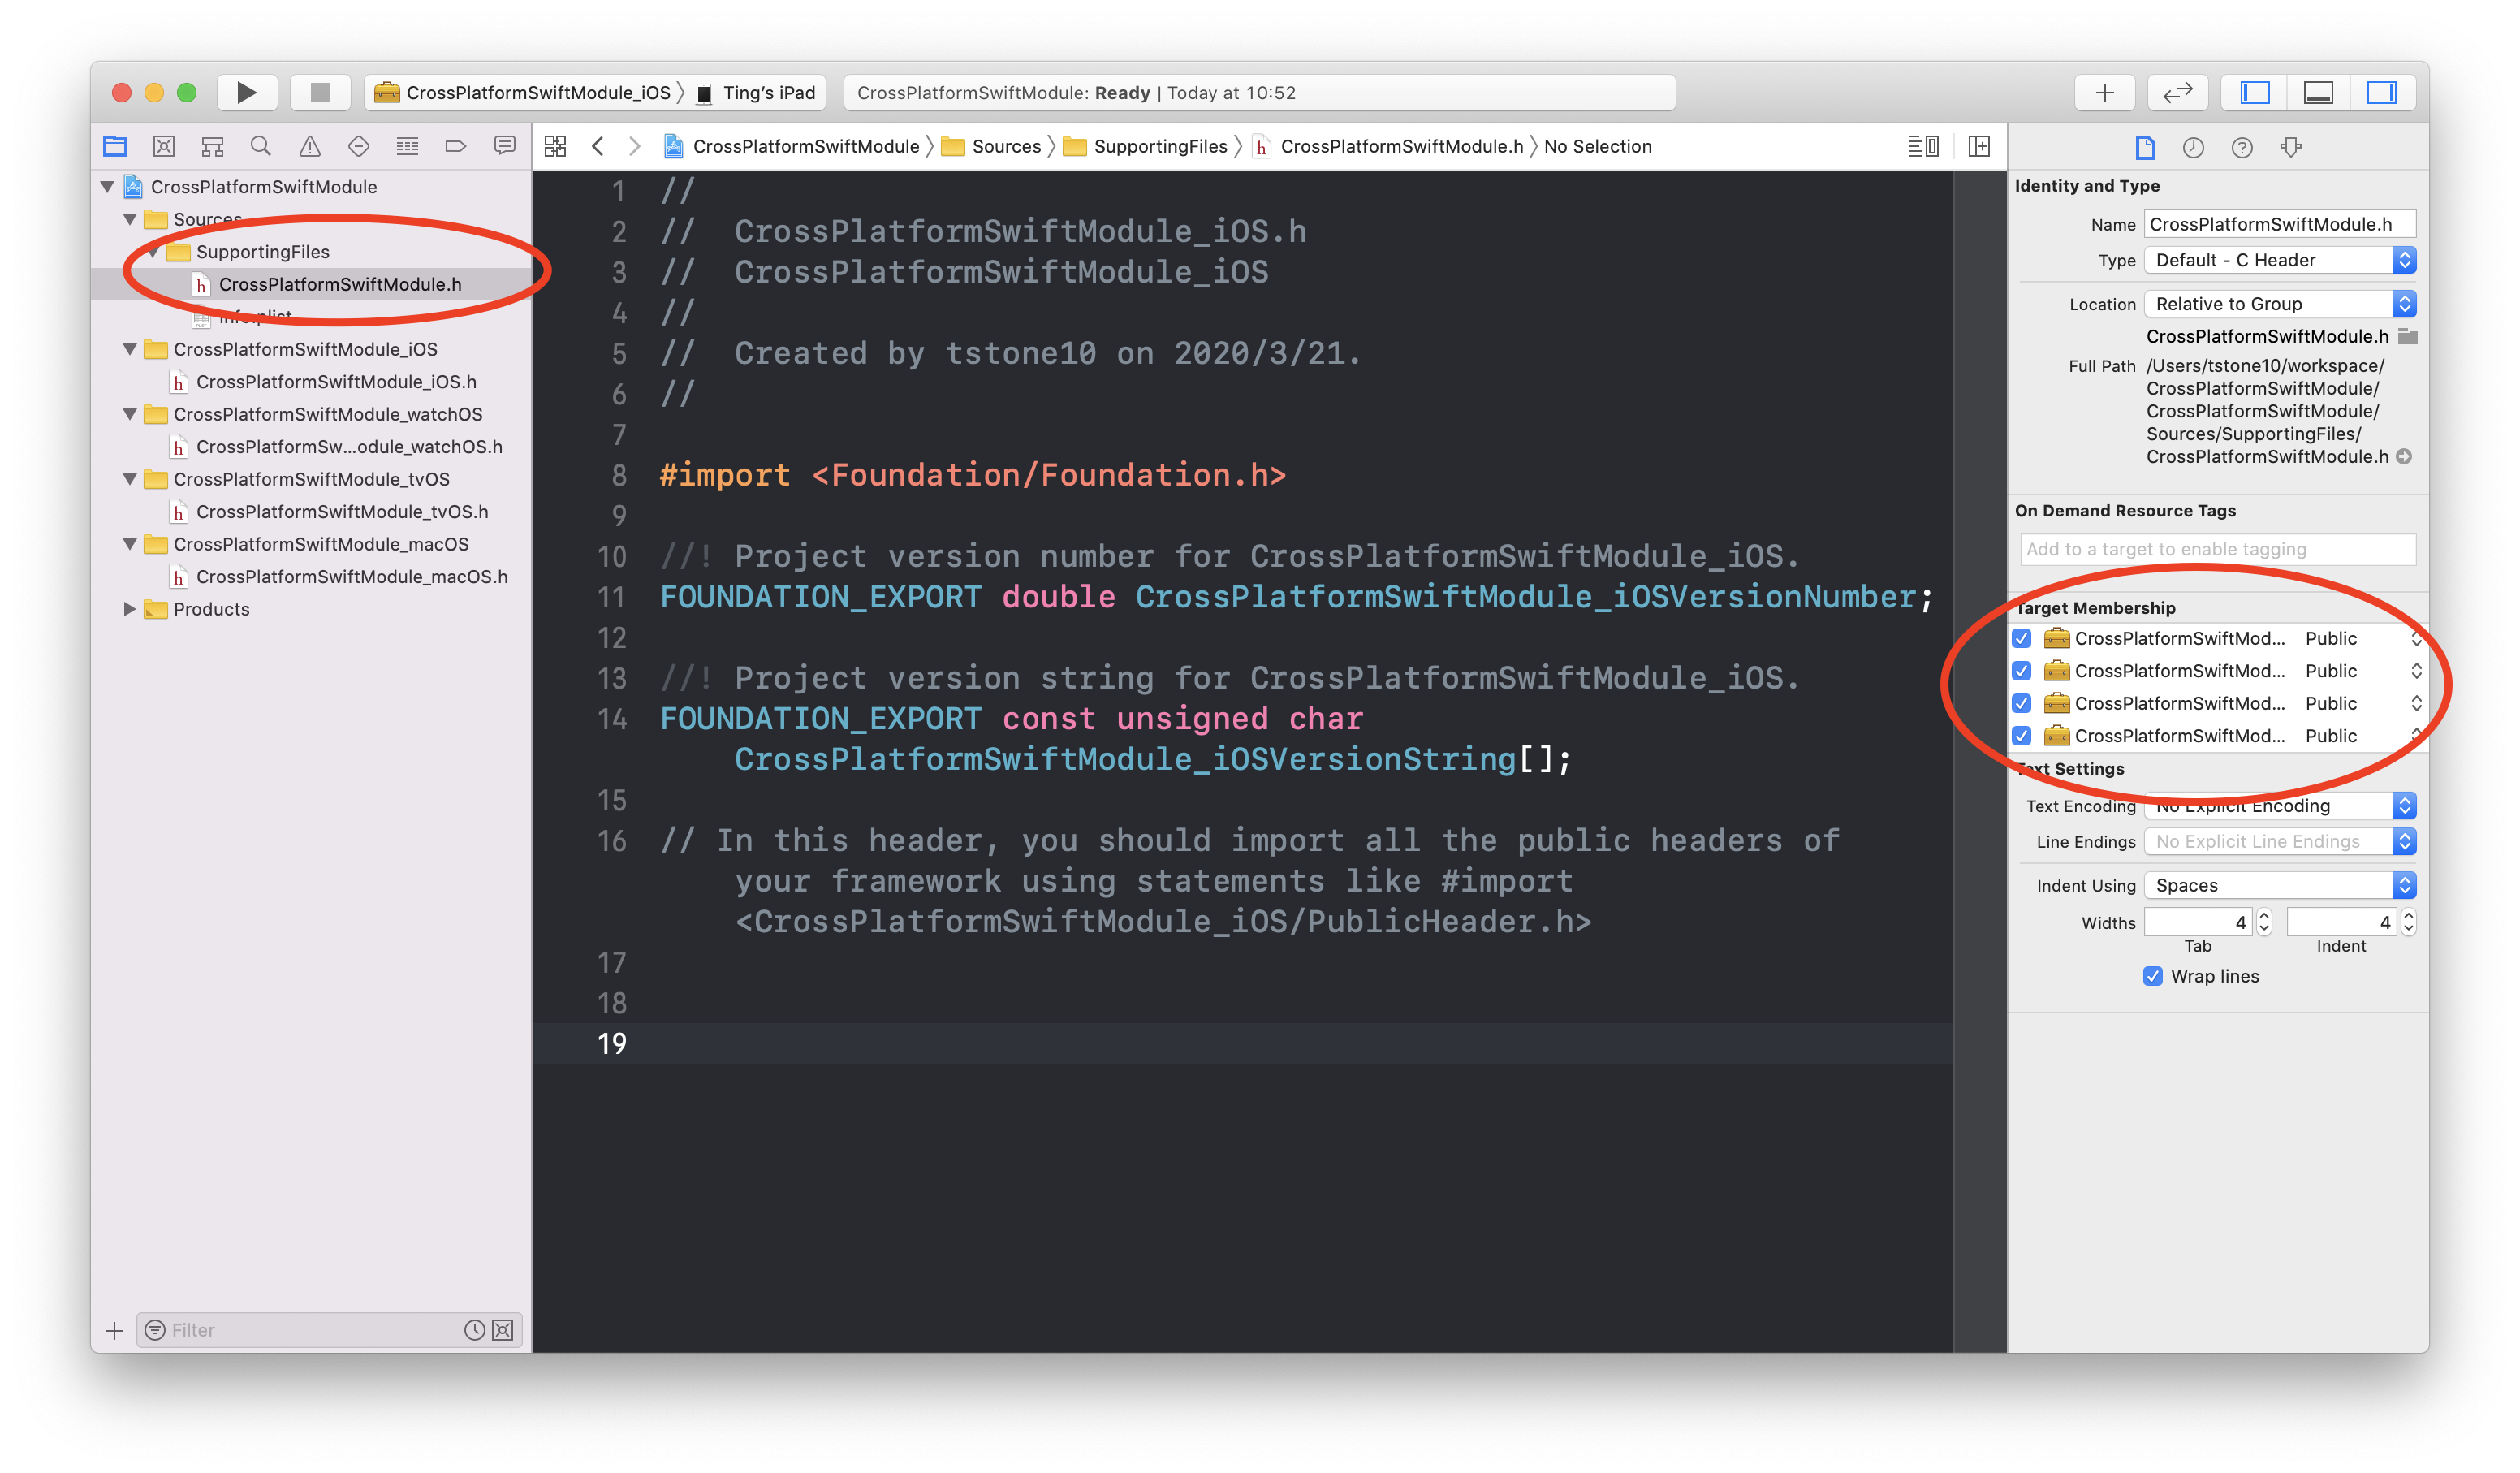 CrossPlatformSwiftModule_iOS
Ting's iPad
CrossPlatformSwiftModule: Ready | Today at 10:52
CrossPlatformSwiftModule
Sources
SupportingFiles
CrossPlatformSwiftModule.h
No Selection
CrossPlatformSwiftModule
Sources
SupportingFiles
CrossPlatformSwiftModule.h
Info.plist
CrossPlatformSwiftModule_iOS
CrossPlatformSwiftModule_iOS.h
CrossPlatformSwiftModule_watchOS
CrossPlatformSw...odule_watchOS.h
CrossPlatformSwiftModule_tvOS
CrossPlatformSwiftModule_tvOS.h
CrossPlatformSwiftModule_macOS
CrossPlatformSwiftModule_macOS.h
Products
Filter
1 //
2 //  CrossPlatformSwiftModule_iOS.h
3 //  CrossPlatformSwiftModule_iOS
4 //
5 //  Created by tstone10 on 2020/3/21.
6 //
7
8 #import <Foundation/Foundation.h>
9
10 //! Project version number for CrossPlatformSwiftModule_iOS.
11 FOUNDATION_EXPORT double CrossPlatformSwiftModule_iOSVersionNumber;
12
13 //! Project version string for CrossPlatformSwiftModule_iOS.
14 FOUNDATION_EXPORT const unsigned char
CrossPlatformSwiftModule_iOSVersionString[];
15
16 // In this header, you should import all the public headers of
your framework using statements like #import
<CrossPlatformSwiftModule_iOS/PublicHeader.h>
17
18
19
Identity and Type
Name CrossPlatformSwiftModule.h
Type Default - C Header
Location Relative to Group
CrossPlatformSwiftModule.h
Full Path /Users/tstone10/workspace/
CrossPlatformSwiftModule/
CrossPlatformSwiftModule/
Sources/SupportingFiles/
CrossPlatformSwiftModule.h
On Demand Resource Tags
Add to a target to enable tagging
Target Membership
CrossPlatformSwiftMod... Public
CrossPlatformSwiftMod... Public
CrossPlatformSwiftMod... Public
CrossPlatformSwiftMod... Public
Text Settings
Text Encoding No Explicit Encoding
Line Endings No Explicit Line Endings
Indent Using Spaces
Widths 4 4
Tab Indent
Wrap lines